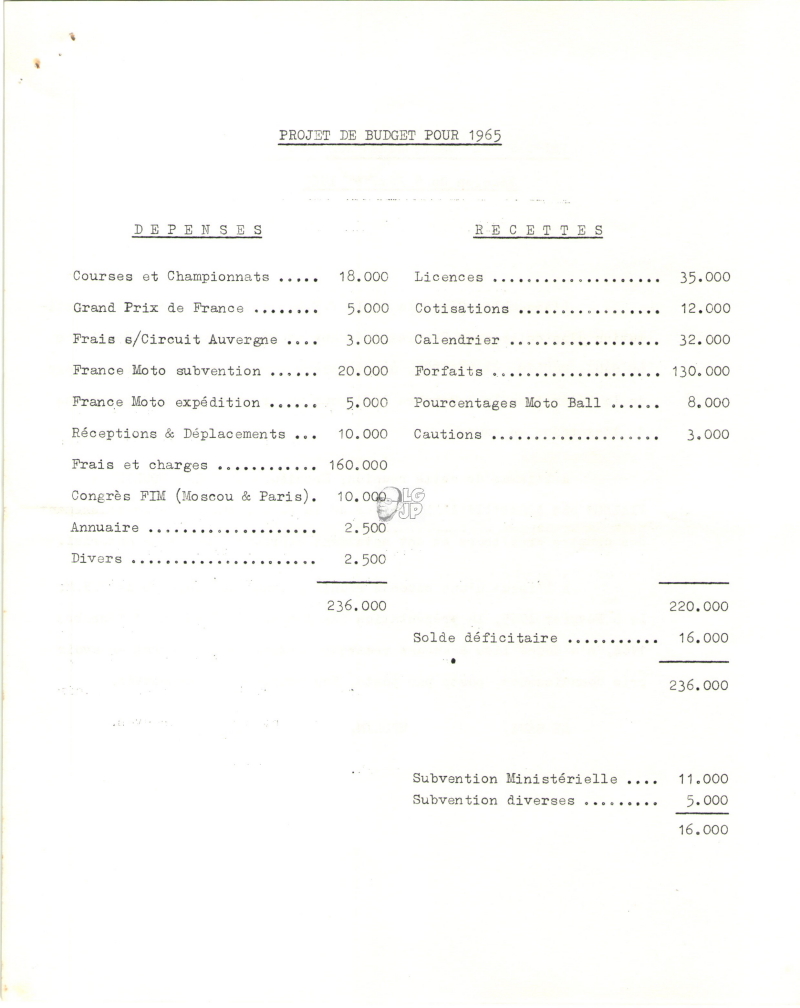 PROJET DE BUDGET POUR 1965
DEPENSES
Courses et Championnats ..... 18.000
Grand Prix de France ........ 5.000
Frais s/Circuit Auvergne .... 3.000
France Moto subvention ...... 20.000
France Moto expédition ...... 5.000
Réceptions & Déplacements ... 10.000
Frais et charges ............ 160.000
Congrès FIM (Moscou & Paris). 10.000
Annuaire .................... 2.500
Divers ...................... 2.500
236.000
RECETTES
Licences .................... 35.000
Cotisations ................. 12.000
Calendrier .................. 32.000
Forfaits .................... 130.000
Pourcentages Moto Ball ...... 8.000
Cautions .................... 3.000
220.000
Solde déficitaire ........... 16.000
236.000
Subvention Ministérielle .... 11.000
Subvention diverses ......... 5.000
16.000
LG
JP